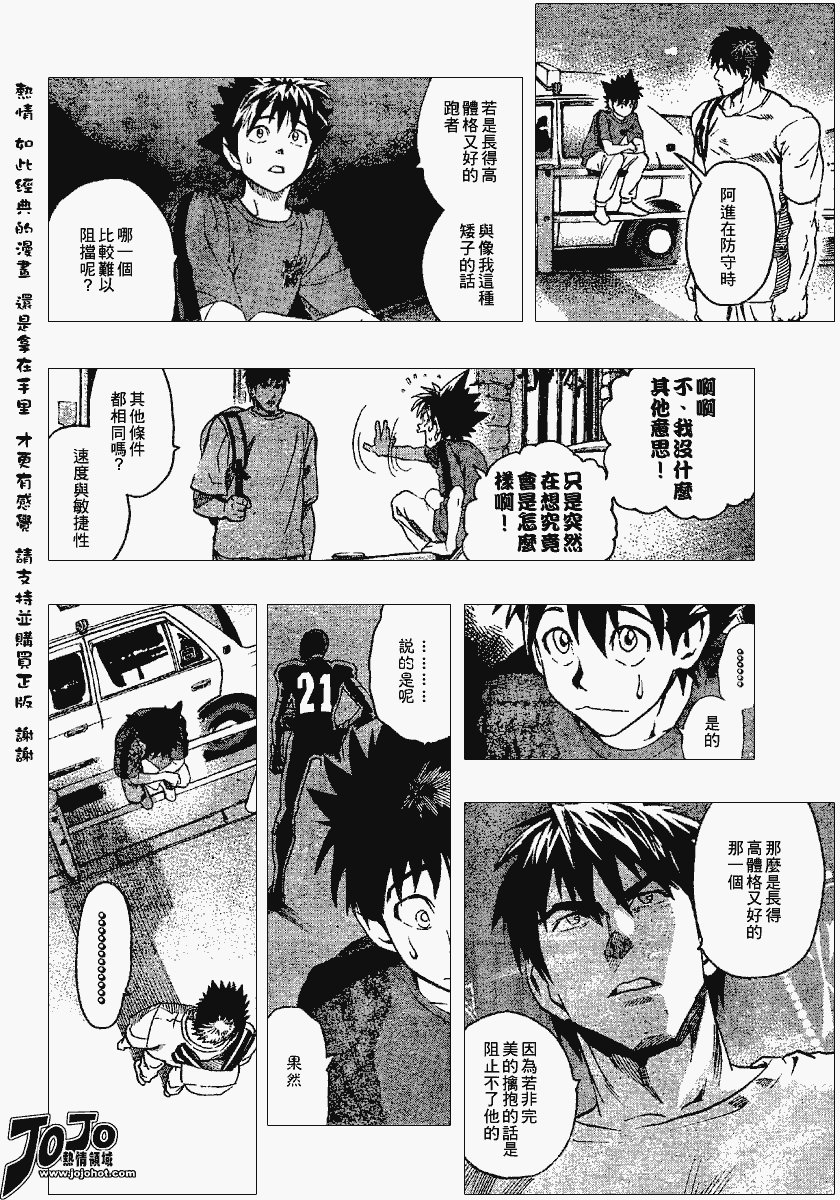 阿進在防守時
若是長得高
體格又好的
跑者
與像我這種
矮子的話
哪一個
比較難以
阻擋呢？
啊啊
不、我沒什麼
其他意思！
只是突然
在想究竟
會是怎麼
樣啊！
其他條件
都相同嗎？
速度與敏捷性
……
是的
那麼是長得
高體格又好的
那一個
因為若非完
美的擒抱的話是
阻止不了他的
………
說的是呢
21
果然
…………
熱情 如此經典的漫畫 還是拿在手里 才更有感覺 請支持並購買正版 謝謝
JOJO
熱情領域
www.jojohot.com